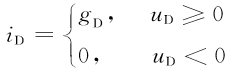 i_D = { g_D, u_D ⩾ 0
0, u_D < 0